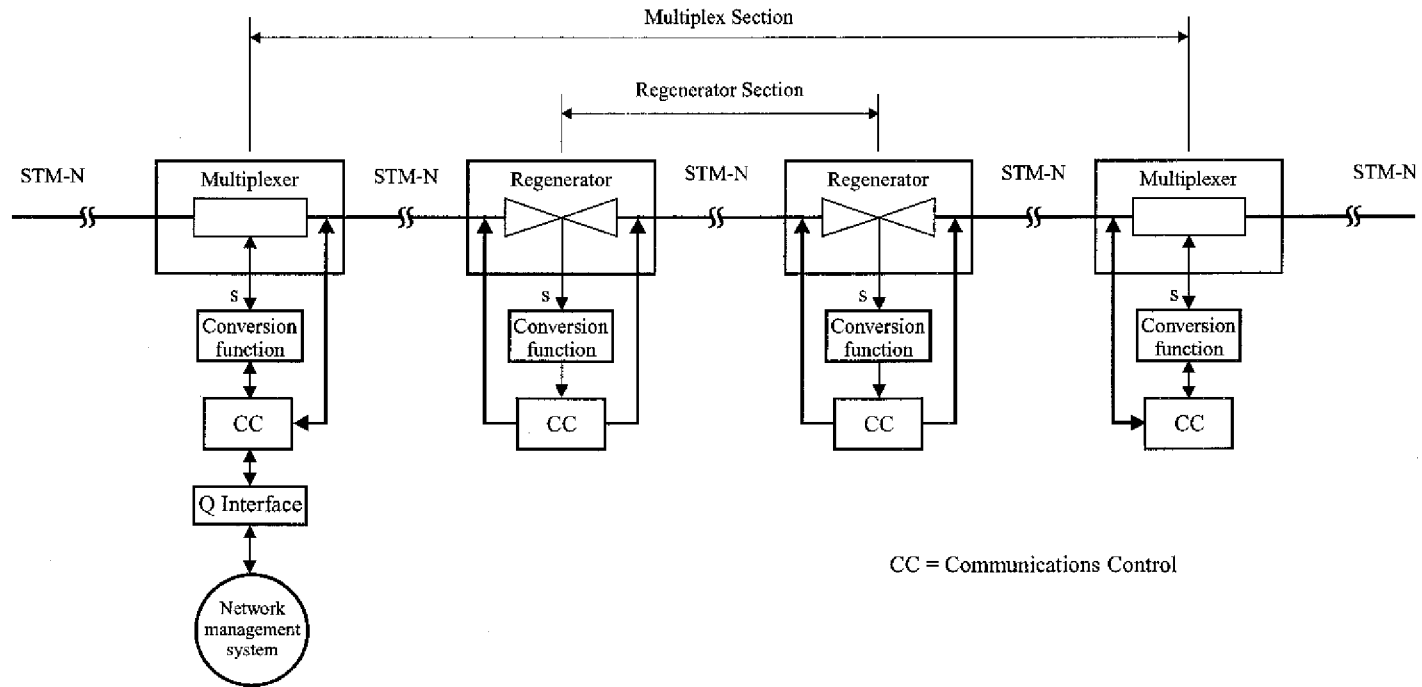 Multiplex Section
Regenerator Section
STM-N
Multiplexer
STM-N
Regenerator
STM-N
Regenerator
STM-N
Multiplexer
STM-N
S
S
S
S
Conversion
function
Conversion
function
Conversion
function
Conversion
function
CC
CC
CC
CC
Q Interface
CC = Communications Control
Network
management
system